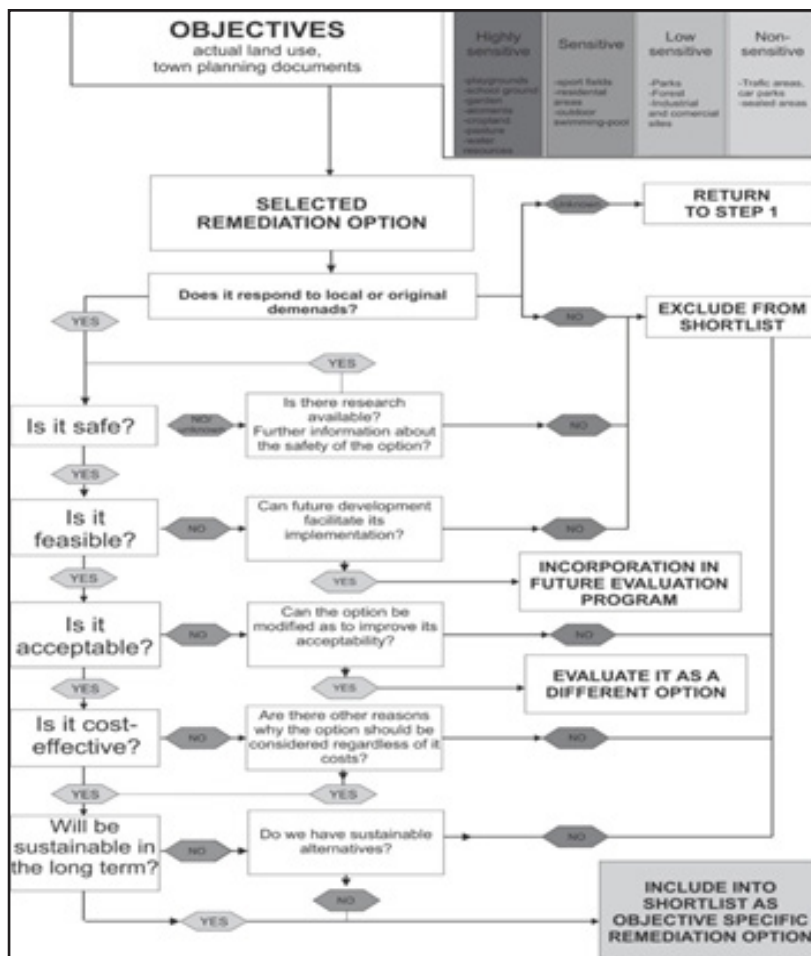 OBJECTIVES
actual land use,
town planning documents
Highly
sensitive
-playgrounds
-school ground
-garden
-cropland
-pasture
-water
resources
Sensitive
-sport fields
-residental
areas
-outdoor
swimming-pool
Low
sensitive
-Parks
-Forest
-Industrial
and comercial
sites
Non-
sensitive
-Trafic areas,
car parks
-sealed areas
SELECTED
REMEDIATION OPTION
Unknown
RETURN
TO STEP 1
Does it respond to local or original
demenads?
YES
NO
EXCLUDE FROM
SHORTLIST
YES
Is it safe?
NO/
unknown
Is there research
available?
Further information about
the safety of the option?
NO
YES
Is it
feasible?
NO
Can future development
facilitate its
implementation?
NO
YES
YES
INCORPORATION IN
FUTURE EVALUATION
PROGRAM
Is it
acceptable?
NO
Can the option be
modified as to improve its
acceptability?
NO
YES
YES
EVALUATE IT AS A
DIFFERENT OPTION
Is it cost-
effective?
NO
Are there other reasons
why the option should be
considered regardless of it
costs?
NO
YES
YES
Will be
sustainable in
the long term?
NO
Do we have sustainable
alternatives?
NO
NO
YES
INCLUDE INTO
SHORTLIST AS
OBJECTIVE SPECIFIC
REMEDIATION OPTION